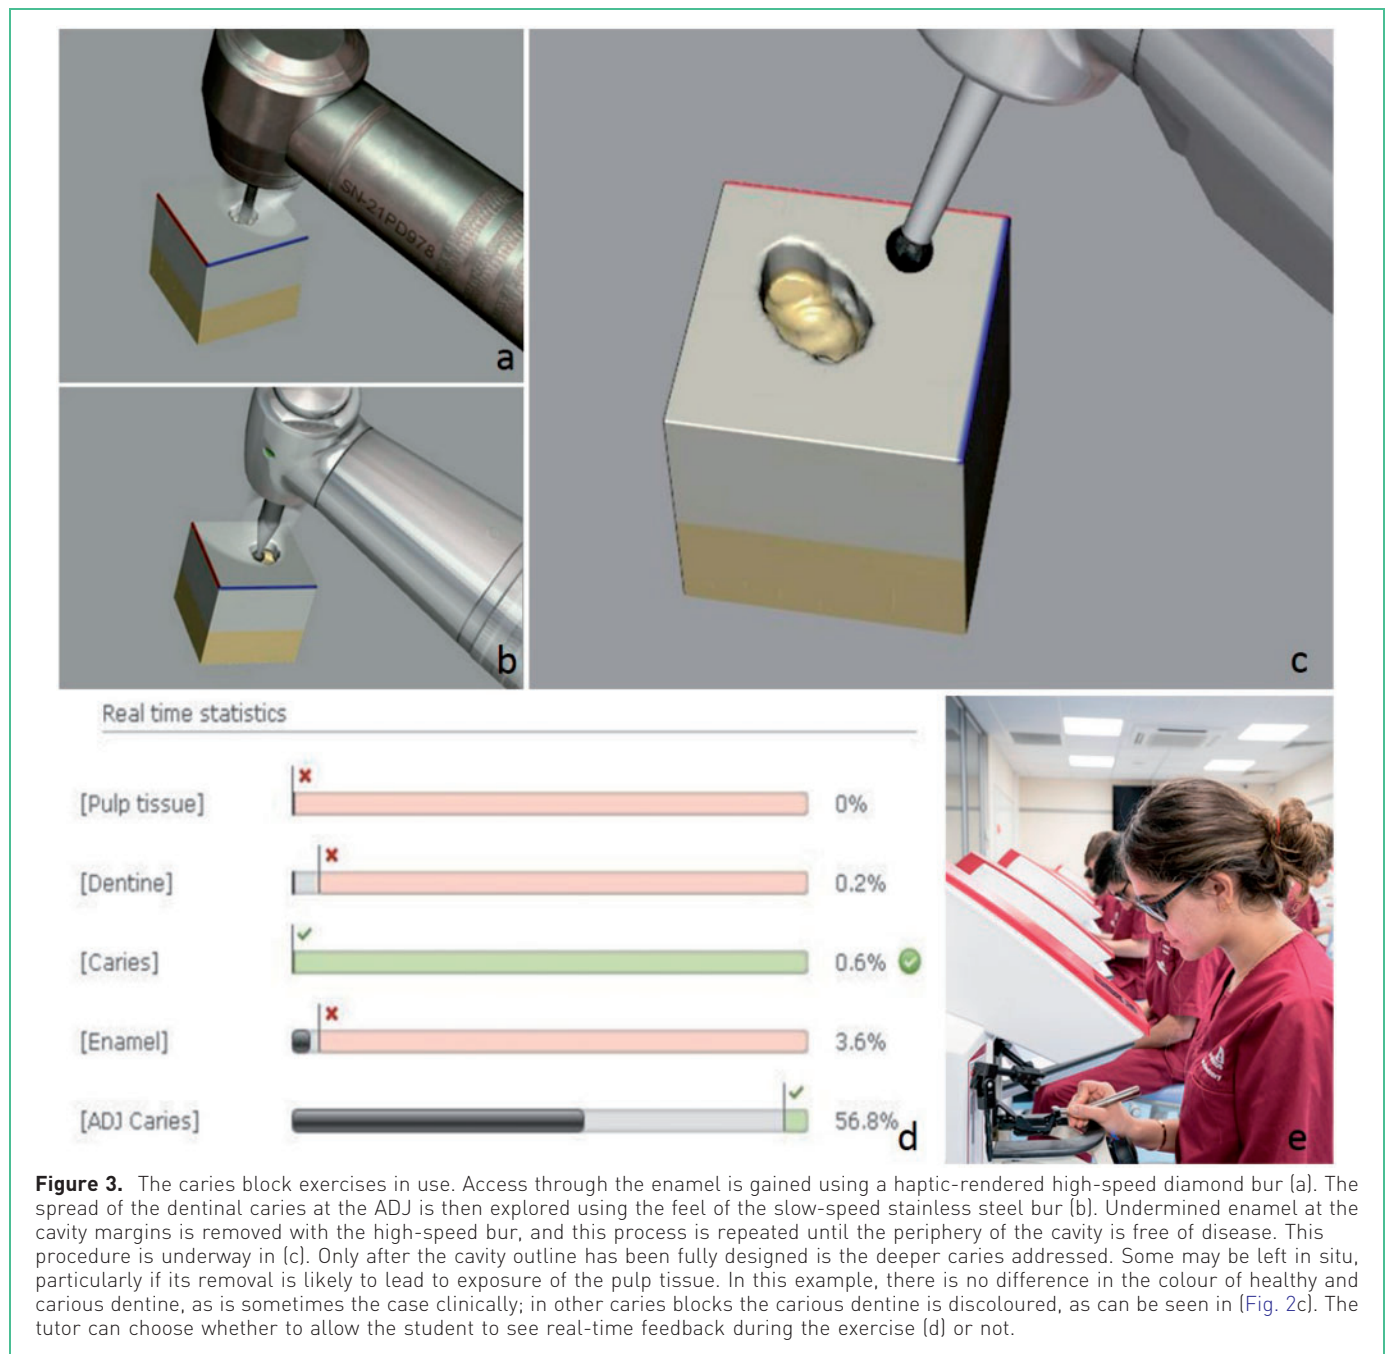 SN-21PD978
a
b
c
Real time statistics
[Pulp tissue] 0%
[Dentine] 0.2%
[Caries] 0.6%
[Enamel] 3.6%
[ADJ Caries] 56.8%
d
e
Figure 3. The caries block exercises in use. Access through the enamel is gained using a haptic-rendered high-speed diamond bur (a). The
spread of the dentinal caries at the ADJ is then explored using the feel of the slow-speed stainless steel bur (b). Undermined enamel at the
cavity margins is removed with the high-speed bur, and this process is repeated until the periphery of the cavity is free of disease. This
procedure is underway in (c). Only after the cavity outline has been fully designed is the deeper caries addressed. Some may be left in situ,
particularly if its removal is likely to lead to exposure of the pulp tissue. In this example, there is no difference in the colour of healthy and
carious dentine, as is sometimes the case clinically; in other caries blocks the carious dentine is discoloured, as can be seen in (Fig. 2c). The
tutor can choose whether to allow the student to see real-time feedback during the exercise (d) or not.